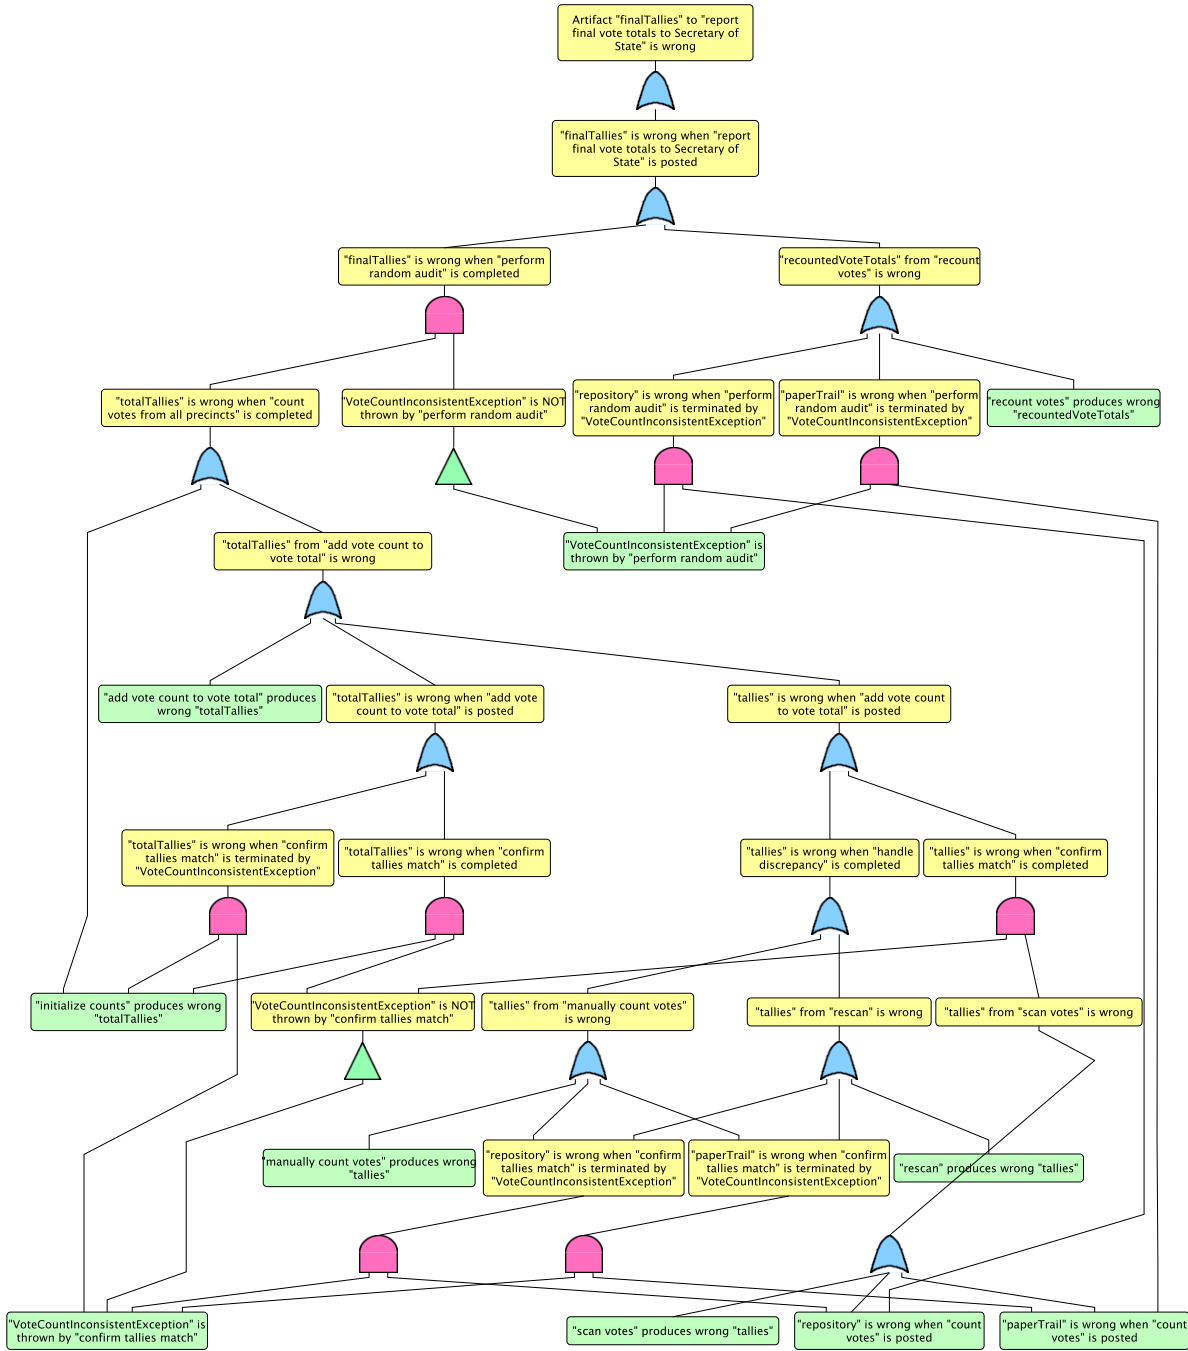 Artifact "finalTallies" to "report
final vote totals to Secretary of
State" is wrong
"finalTallies" is wrong when "report
final vote totals to Secretary of
State" is posted
"finalTallies" is wrong when "perform
random audit" is completed
"recountedVoteTotals" from "recount
votes" is wrong
"totalTallies" is wrong when "count
votes from all precincts" is completed
"VoteCountInconsistentException" is NOT
thrown by "perform random audit"
"repository" is wrong when "perform
random audit" is terminated by
"VoteCountInconsistentException"
"paperTrail" is wrong when "perform
random audit" is terminated by
"VoteCountInconsistentException"
"recount votes" produces wrong
"recountedVoteTotals"
"totalTallies" from "add vote count to
vote total" is wrong
"VoteCountInconsistentException" is
thrown by "perform random audit"
"add vote count to vote total" produces
wrong "totalTallies"
"totalTallies" is wrong when "add vote
count to vote total" is posted
"tallies" is wrong when "add vote count
to vote total" is posted
"totalTallies" is wrong when "confirm
tallies match" is terminated by
"VoteCountInconsistentException"
"totalTallies" is wrong when "confirm
tallies match" is completed
"tallies" is wrong when "handle
discrepancy" is completed
"tallies" is wrong when "confirm
tallies match" is completed
"initialize counts" produces wrong
"totalTallies"
"VoteCountInconsistentException" is NOT
thrown by "confirm tallies match"
"tallies" from "manually count votes"
is wrong
"tallies" from "rescan" is wrong
"tallies" from "scan votes" is wrong
"manually count votes" produces wrong
"tallies"
"repository" is wrong when "confirm
tallies match" is terminated by
"VoteCountInconsistentException"
"paperTrail" is wrong when "confirm
tallies match" is terminated by
"VoteCountInconsistentException"
"rescan" produces wrong "tallies"
"VoteCountInconsistentException" is
thrown by "confirm tallies match"
"scan votes" produces wrong "tallies"
"repository" is wrong when "count
votes" is posted
"paperTrail" is wrong when "count
votes" is posted